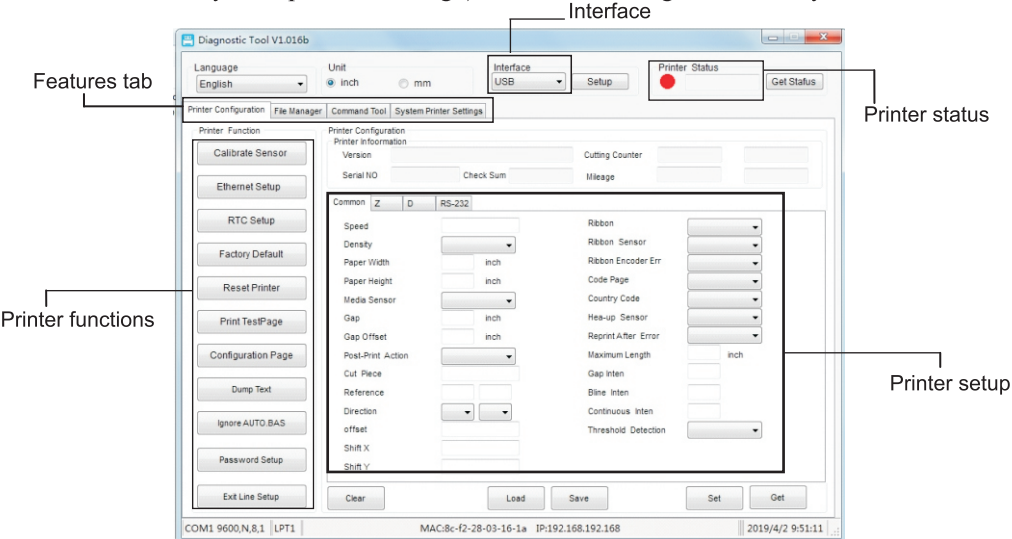 Interface
Diagnostic Tool V1.016b
Language
Unit
Interface
Printer Status
English
inch
mm
USB
Setup
Get Status
Features tab
Printer status
Printer Configuration
File Manager
Command Tool
System Printer Settings
Printer Function
Printer Configuration
Printer Infoormation
Calibrate Sensor
Version
Cutting Counter
Serial NO
Check Sum
Mileage
Ethernet Setup
Common
Z
D
RS-232
RTC Setup
Speed
Ribbon
Density
Ribbon Sensor
Factory Default
Paper Width
inch
Ribbon Encoder Err
Paper Height
inch
Code Page
Reset Printer
Media Sensor
Country Code
Printer functions
Print TestPage
Gap
inch
Hea-up Sensor
Gap Offset
inch
Reprint After Error
Configuration Page
Post-Print Action
Maximum Length
inch
Cut Piece
Gap Inten
Printer setup
Dump Text
Reference
Bline Inten
Direction
Continuous Inten
Ignore AUTO.BAS
offset
Threshold Detection
Shift X
Password Setup
Shift Y
Exit Line Setup
Clear
Load
Save
Set
Get
COM1 9600,N,8,1
LPT1
MAC:8c-f2-28-03-16-1a IP:192.168.192.168
2019/4/2 9:51:11